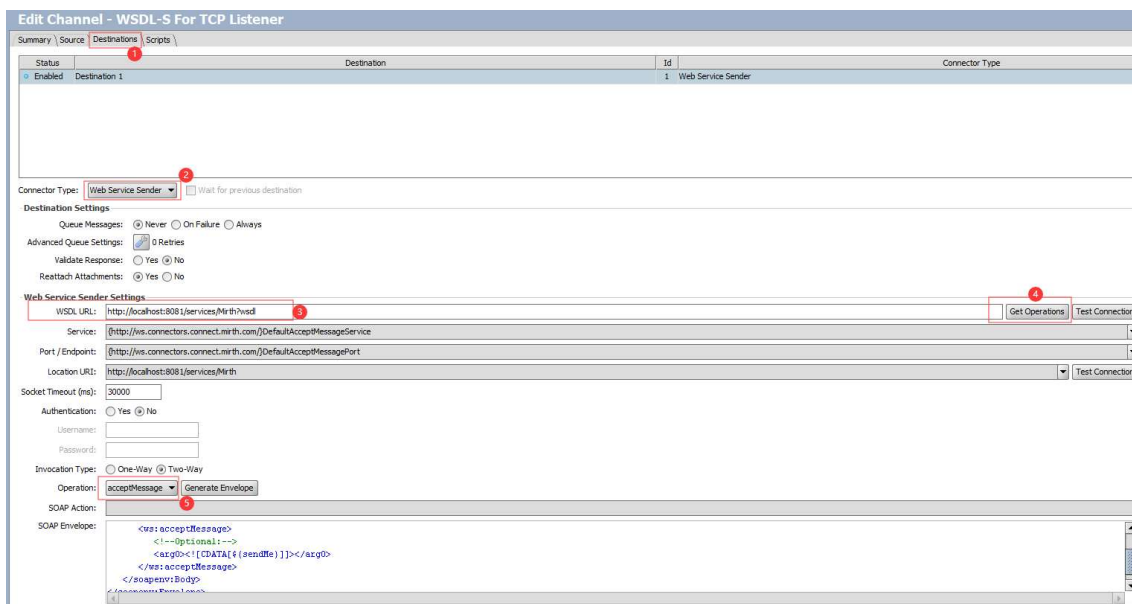 Edit Channel - WSDL-S For TCP Listener
Summary Source Destinations Scripts
1
Status Destination Id Connector Type
Enabled Destination 1 1 Web Service Sender
2
Connector Type: Web Service Sender Wait for previous destination
Destination Settings
Queue Messages: Never On Failure Always
Advanced Queue Settings: 0 Retries
Validate Response: Yes No
Reattach Attachments: Yes No
Web Service Sender Settings
4
WSDL URL: http://localhost:8081/services/Mirth?wsdl 3 Get Operations Test Connection
Service: {http://ws.connectors.connect.mirth.com/}DefaultAcceptMessageService
Port / Endpoint: {http://ws.connectors.connect.mirth.com/}DefaultAcceptMessagePort
Location URI: http://localhost:8081/services/Mirth Test Connection
Socket Timeout (ms): 30000
Authentication: Yes No
Username:
Password:
Invocation Type: One-Way Two-Way
Operation: acceptMessage Generate Envelope
5
SOAP Action:
SOAP Envelope: <ws:acceptMessage>
<!--Optional:-->
<arg0><![CDATA[${sendMe}]]></arg0>
</ws:acceptMessage>
</soapenv:Body>
</soapenv:Envelope>